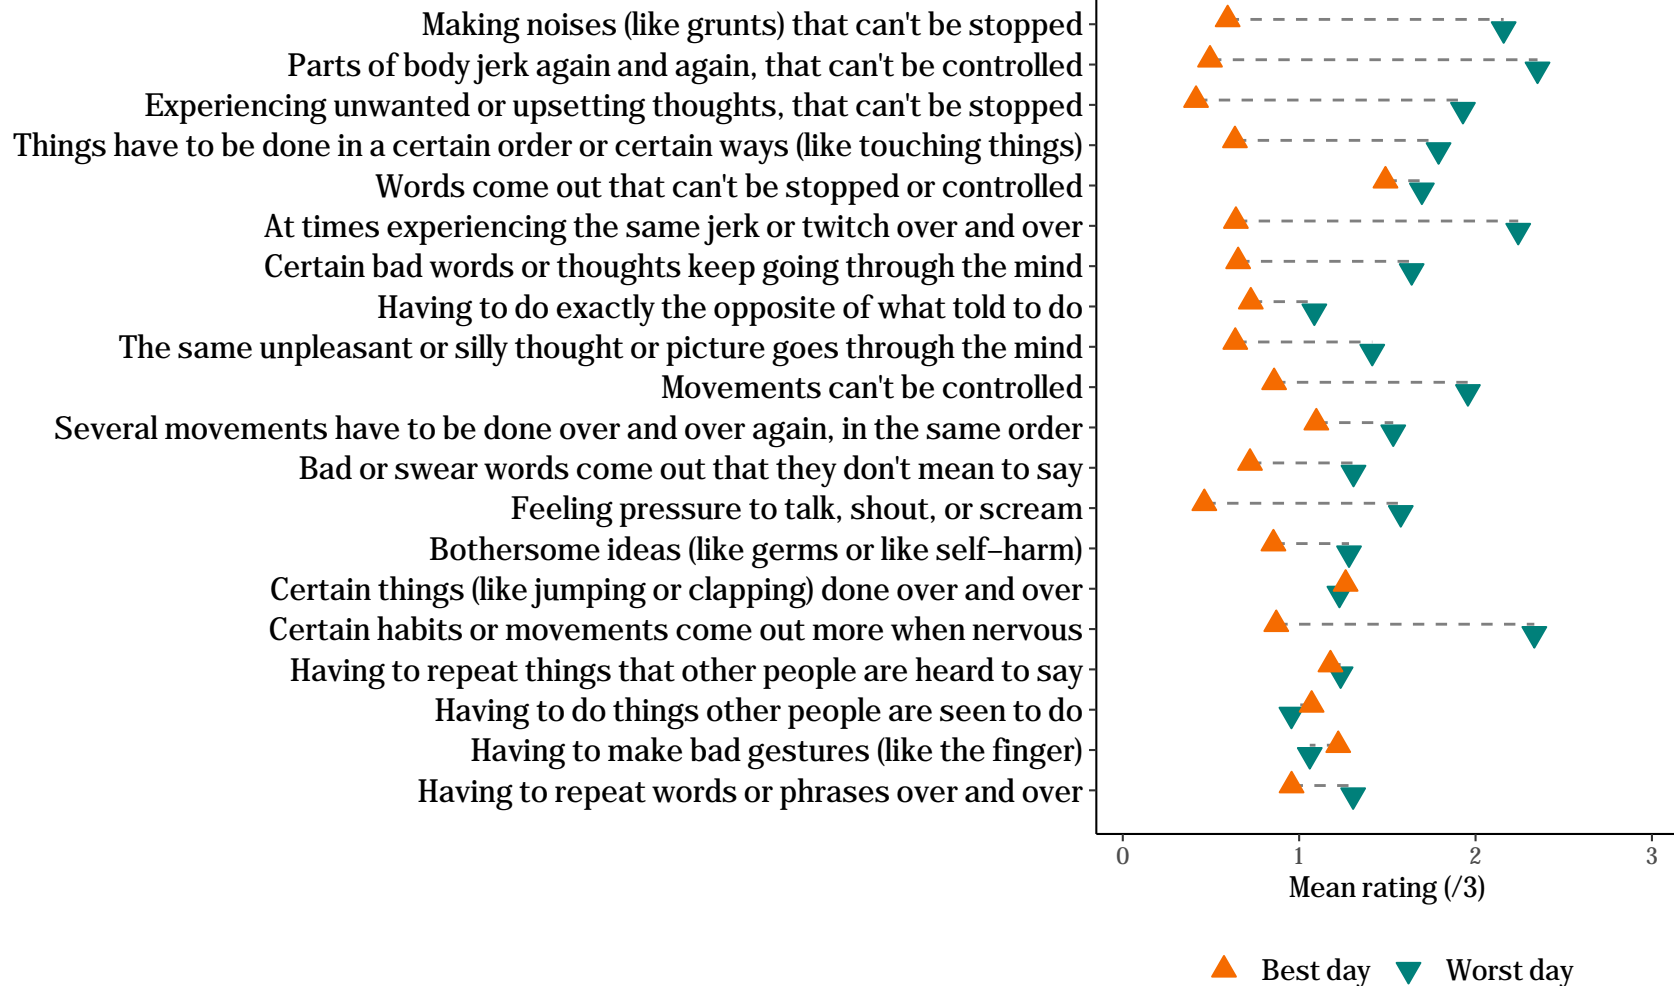 Making noises (like grunts) that can't be stopped
Parts of body jerk again and again, that can't be controlled
Experiencing unwanted or upsetting thoughts, that can't be stopped
Things have to be done in a certain order or certain ways (like touching things)
Words come out that can't be stopped or controlled
At times experiencing the same jerk or twitch over and over
Certain bad words or thoughts keep going through the mind
Having to do exactly the opposite of what told to do
The same unpleasant or silly thought or picture goes through the mind
Movements can't be controlled
Several movements have to be done over and over again, in the same order
Bad or swear words come out that they don't mean to say
Feeling pressure to talk, shout, or scream
Bothersome ideas (like germs or like self–harm)
Certain things (like jumping or clapping) done over and over
Certain habits or movements come out more when nervous
Having to repeat things that other people are heard to say
Having to do things other people are seen to do
Having to make bad gestures (like the finger)
Having to repeat words or phrases over and over
0 1 2 3
Mean rating (/3)
Best day Worst day